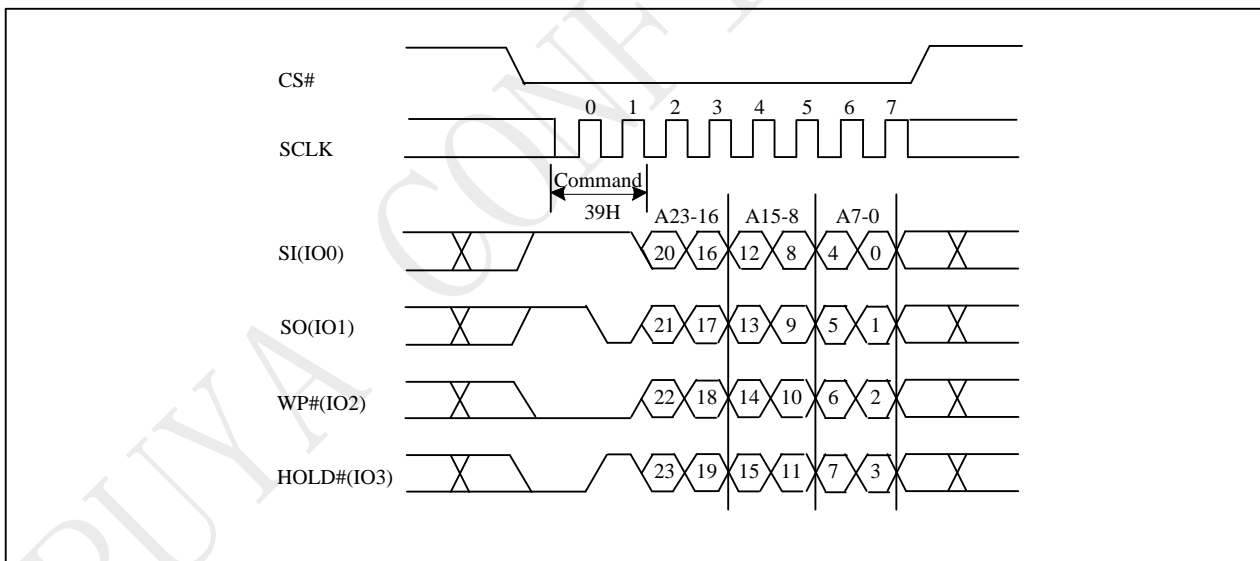 PUYA CONF
CS#
0 1 2 3 4 5 6 7
SCLK
Command
39H
A23-16 A15-8 A7-0
SI(IO0)
20 16 12 8 4 0
SO(IO1)
21 17 13 9 5 1
WP#(IO2)
22 18 14 10 6 2
HOLD#(IO3)
23 19 15 11 7 3